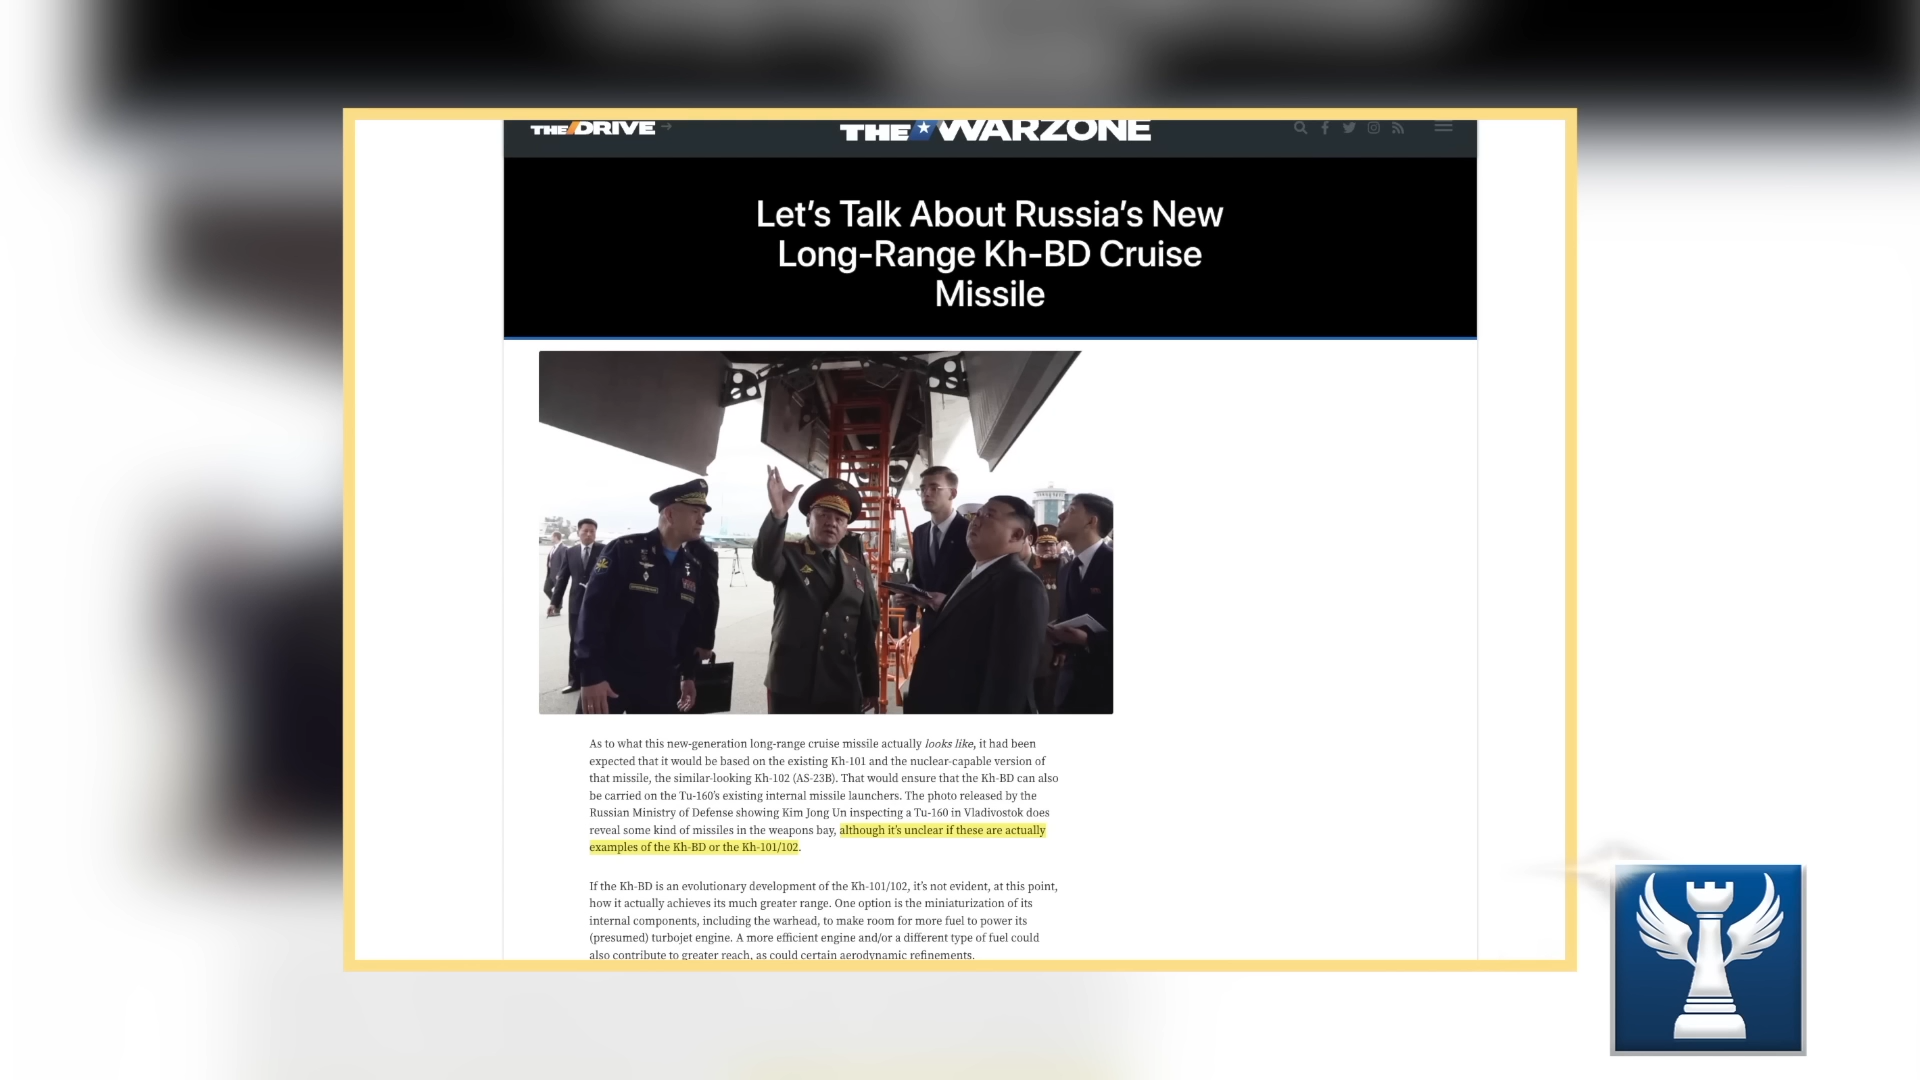 THE/DRIVE →
THE WARZONE
Let's Talk About Russia's New
Long-Range Kh-BD Cruise
Missile
As to what this new-generation long-range cruise missile actually looks like, it had been
expected that it would be based on the existing Kh-101 and the nuclear-capable version of
that missile, the similar-looking Kh-102 (AS-23B). That would ensure that the Kh-BD can also
be carried on the Tu-160's existing internal missile launchers. The photo released by the
Russian Ministry of Defense showing Kim Jong Un inspecting a Tu-160 in Vladivostok does
reveal some kind of missiles in the weapons bay, although it's unclear if these are actually
examples of the Kh-BD or the Kh-101/102.
If the Kh-BD is an evolutionary development of the Kh-101/102, it's not evident, at this point,
how it actually achieves its much greater range. One option is the miniaturization of its
internal components, including the warhead, to make room for more fuel to power its
(presumed) turbojet engine. A more efficient engine and/or a different type of fuel could
also contribute to greater reach, as could certain aerodynamic refinements.